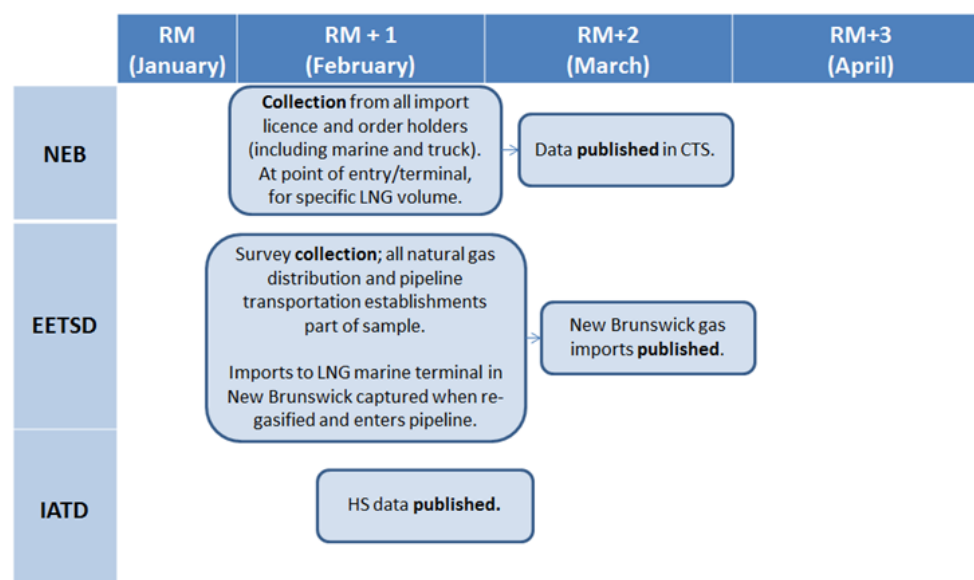 RM
(January)
RM + 1
(February)
RM+2
(March)
RM+3
(April)
NEB
Collection from all import
licence and order holders
(including marine and truck).
At point of entry/terminal,
for specific LNG volume.
Data published in CTS.
EETSD
Survey collection; all natural gas
distribution and pipeline
transportation establishments
part of sample.
Imports to LNG marine terminal in
New Brunswick captured when re-
gasified and enters pipeline.
New Brunswick gas
imports published.
IATD
HS data published.